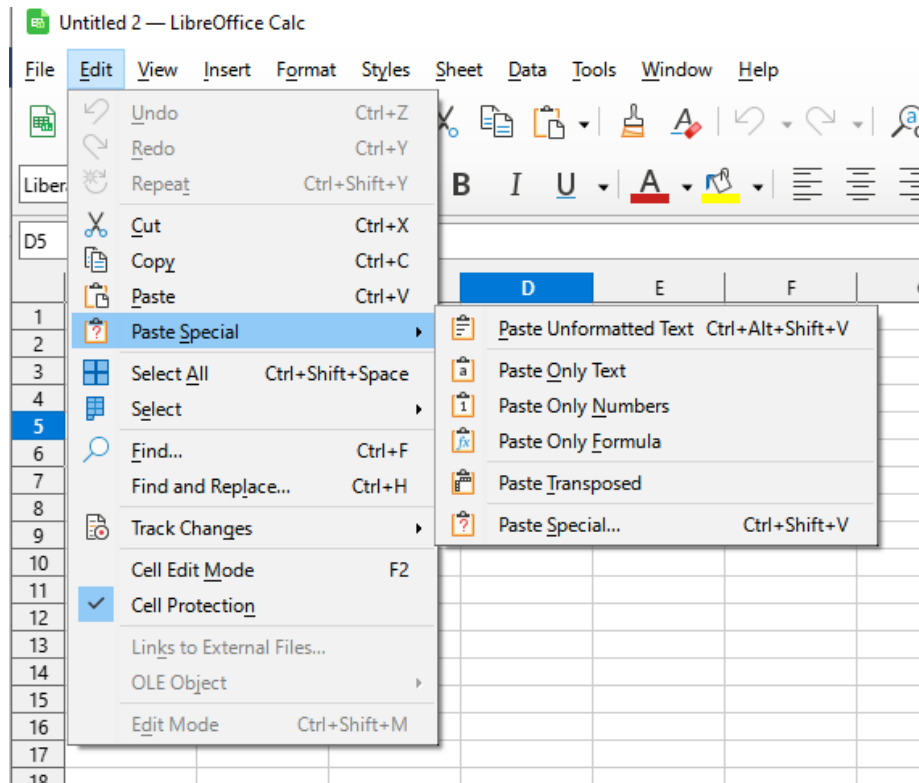 Untitled 2 — LibreOffice Calc
File Edit View Insert Format Styles Sheet Data Tools Window Help
Undo Ctrl+Z
Redo Ctrl+Y
Repeat Ctrl+Shift+Y
Liber
B I U A
Cut Ctrl+X
D5
Copy Ctrl+C
Paste Ctrl+V
D E F
Paste Special
Paste Unformatted Text Ctrl+Alt+Shift+V
Select All Ctrl+Shift+Space
Paste Only Text
Select
Paste Only Numbers
Find... Ctrl+F
Paste Only Formula
Find and Replace... Ctrl+H
Paste Transposed
Track Changes
Paste Special... Ctrl+Shift+V
Cell Edit Mode F2
Cell Protection
Links to External Files...
OLE Object
Edit Mode Ctrl+Shift+M
1
2
3
4
5
6
7
8
9
10
11
12
13
14
15
16
17
18